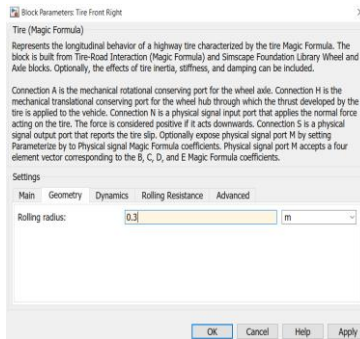 Block Parameters: Tire Front Right
Tire (Magic Formula)
Represents the longitudinal behavior of a highway tire characterized by the tire Magic Formula. The
block is built from Tire-Road Interaction (Magic Formula) and Simscape Foundation Library Wheel and
Axle blocks. Optionally, the effects of tire inertia, stiffness, and damping can be included.
Connection A is the mechanical rotational conserving port for the wheel axle. Connection H is the
mechanical translational conserving port for the wheel hub through which the thrust developed by the
tire is applied to the vehicle. Connection N is a physical signal input port that applies the normal force
acting on the tire. The force is considered positive if it acts downwards. Connection S is a physical
signal output port that reports the tire slip. Optionally expose physical signal port M by setting
Parameterize by to Physical signal Magic Formula coefficients. Physical signal port M accepts a four
element vector corresponding to the B, C, D, and E Magic Formula coefficients.
Settings
Main Geometry Dynamics Rolling Resistance Advanced
Rolling radius: 0.3 m
OK Cancel Help Apply